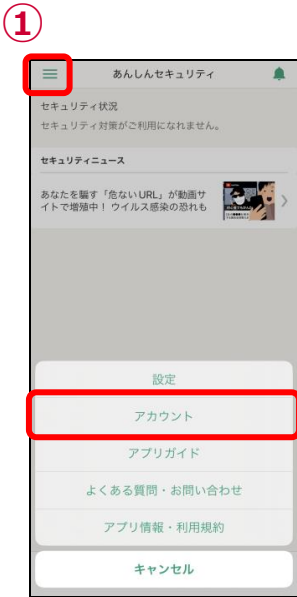 ①
あんしんセキュリティ
セキュリティ状況
セキュリティ対策がご利用になれません。
セキュリティニュース
あなたを騙す「危ないURL」が動画サ
イトで増殖中！ ウイルス感染の恐れも
設定
アカウント
アプリガイド
よくある質問・お問い合わせ
アプリ情報・利用規約
キャンセル